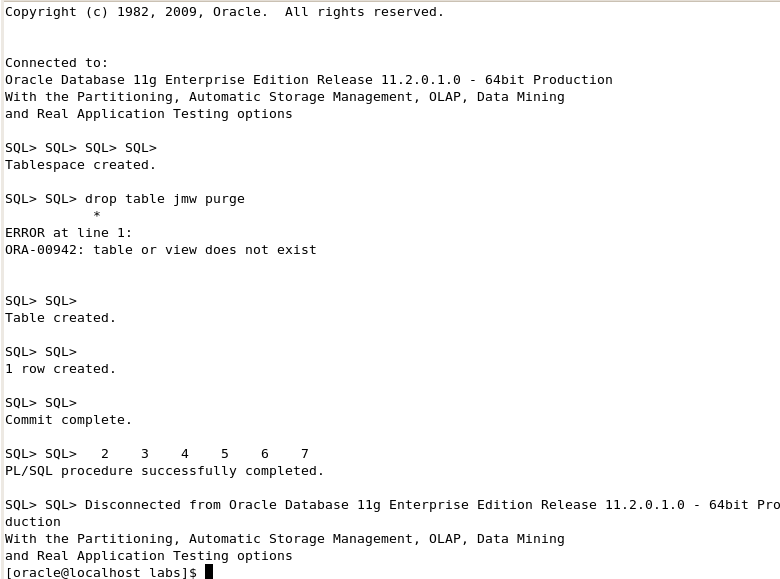 Copyright (c) 1982, 2009, Oracle.  All rights reserved.
Connected to:
Oracle Database 11g Enterprise Edition Release 11.2.0.1.0 - 64bit Production
With the Partitioning, Automatic Storage Management, OLAP, Data Mining
and Real Application Testing options
SQL> SQL> SQL> SQL>
Tablespace created.
SQL> SQL> drop table jmw purge
           *
ERROR at line 1:
ORA-00942: table or view does not exist
SQL> SQL>
Table created.
SQL> SQL>
1 row created.
SQL> SQL>
Commit complete.
SQL> SQL>   2    3    4    5    6    7
PL/SQL procedure successfully completed.
SQL> SQL> Disconnected from Oracle Database 11g Enterprise Edition Release 11.2.0.1.0 - 64bit Pro
duction
With the Partitioning, Automatic Storage Management, OLAP, Data Mining
and Real Application Testing options
[oracle@localhost labs]$